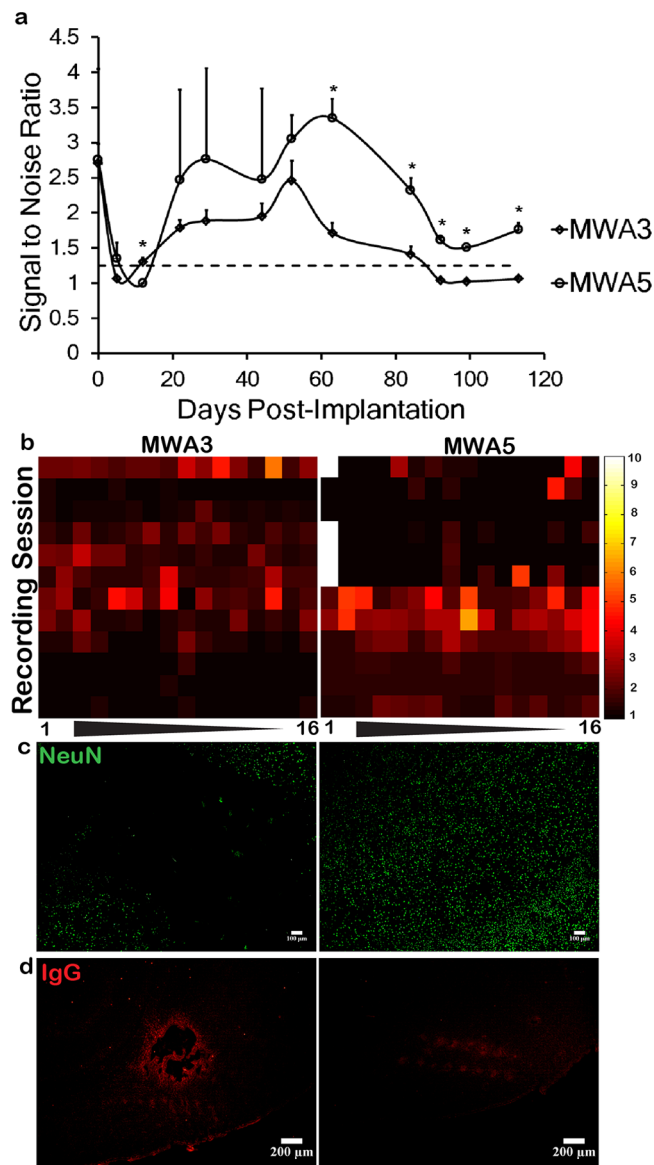 a
4.5
4
3.5
3
2.5
2
1.5
1
0.5
0
Signal to Noise Ratio
*
*
*
*
*
*
MWA3
MWA5
0 20 40 60 80 100 120
Days Post-Implantation
b
MWA3 MWA5
Recording Session
10
9
8
7
6
5
4
3
2
1
1 16 1 16
c
NeuN
100 µm
100 µm
d
IgG
200 µm
200 µm